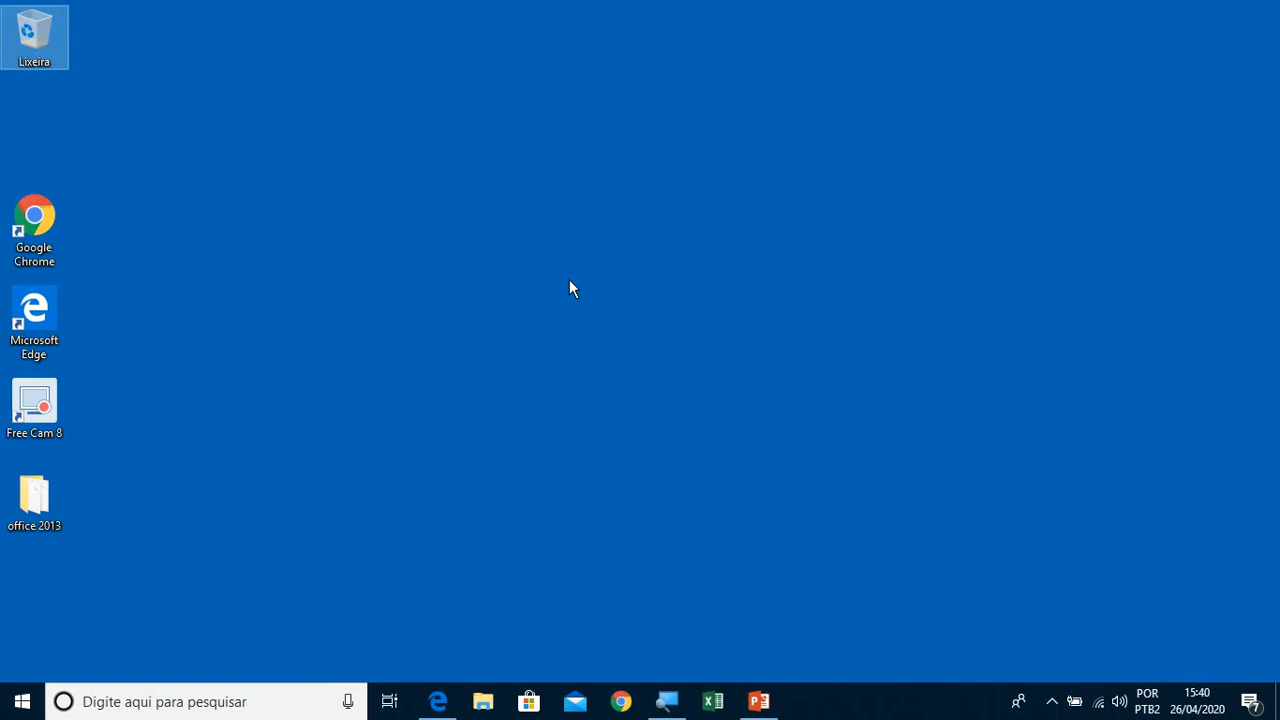 Lixeira
Google
Chrome
Microsoft
Edge
Free Cam 8
office 2013
Digite aqui para pesquisar
POR
PTB2
15:40
26/04/2020
7